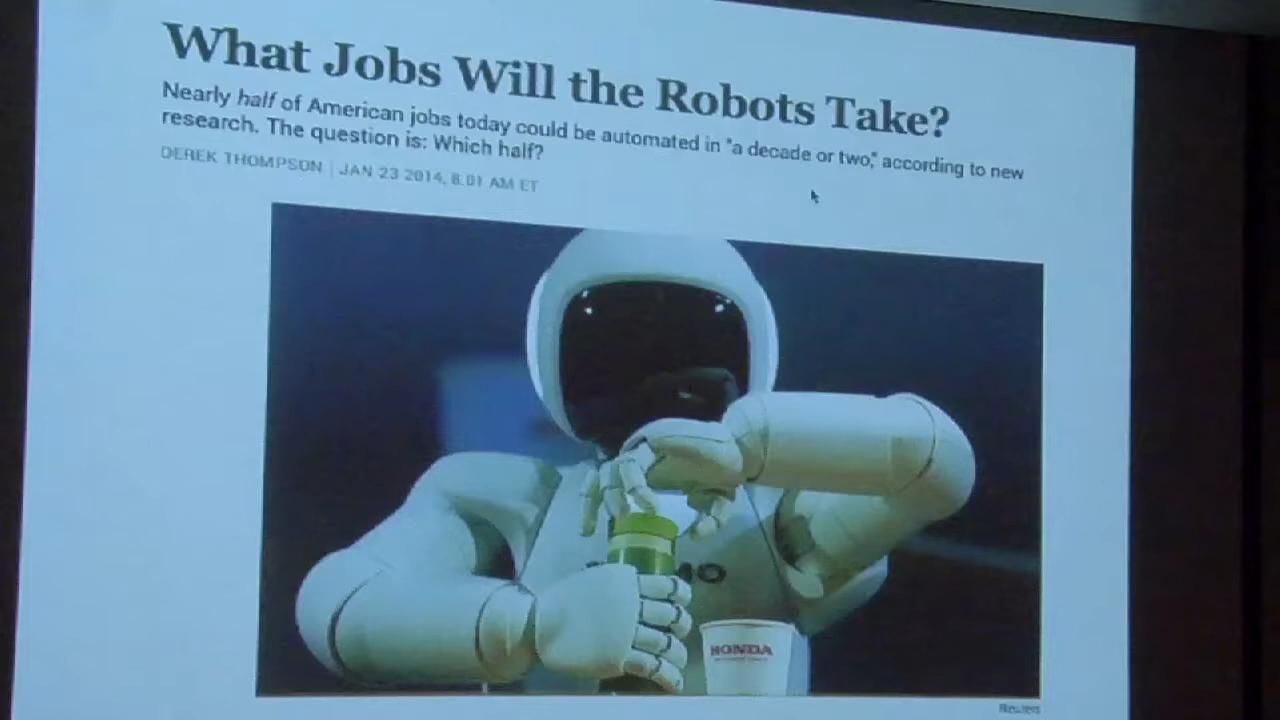 What Jobs Will the Robots Take?
Nearly half of American jobs today could be automated in "a decade or two," according to new
research. The question is: Which half?
DEREK THOMPSON | JAN 23 2014, 8:01 AM ET
HONDA
Reuters